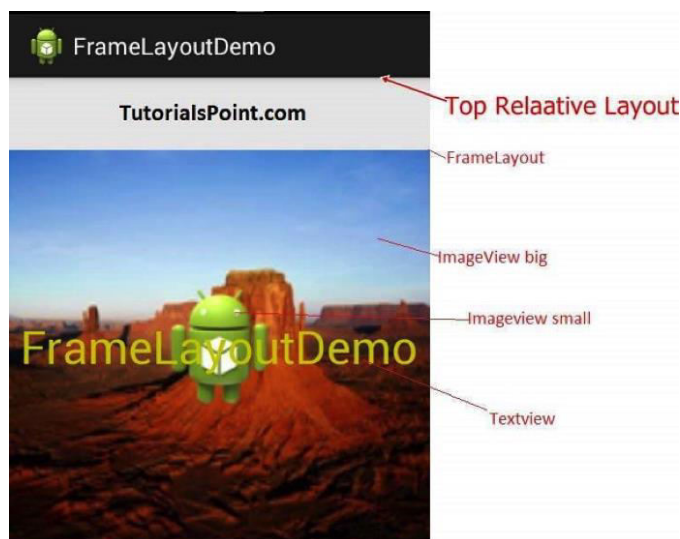 FrameLayoutDemo
TutorialsPoint.com
Top Relaative Layout
FrameLayout
ImageView big
Imageview small
FrameLayoutDemo
Textview